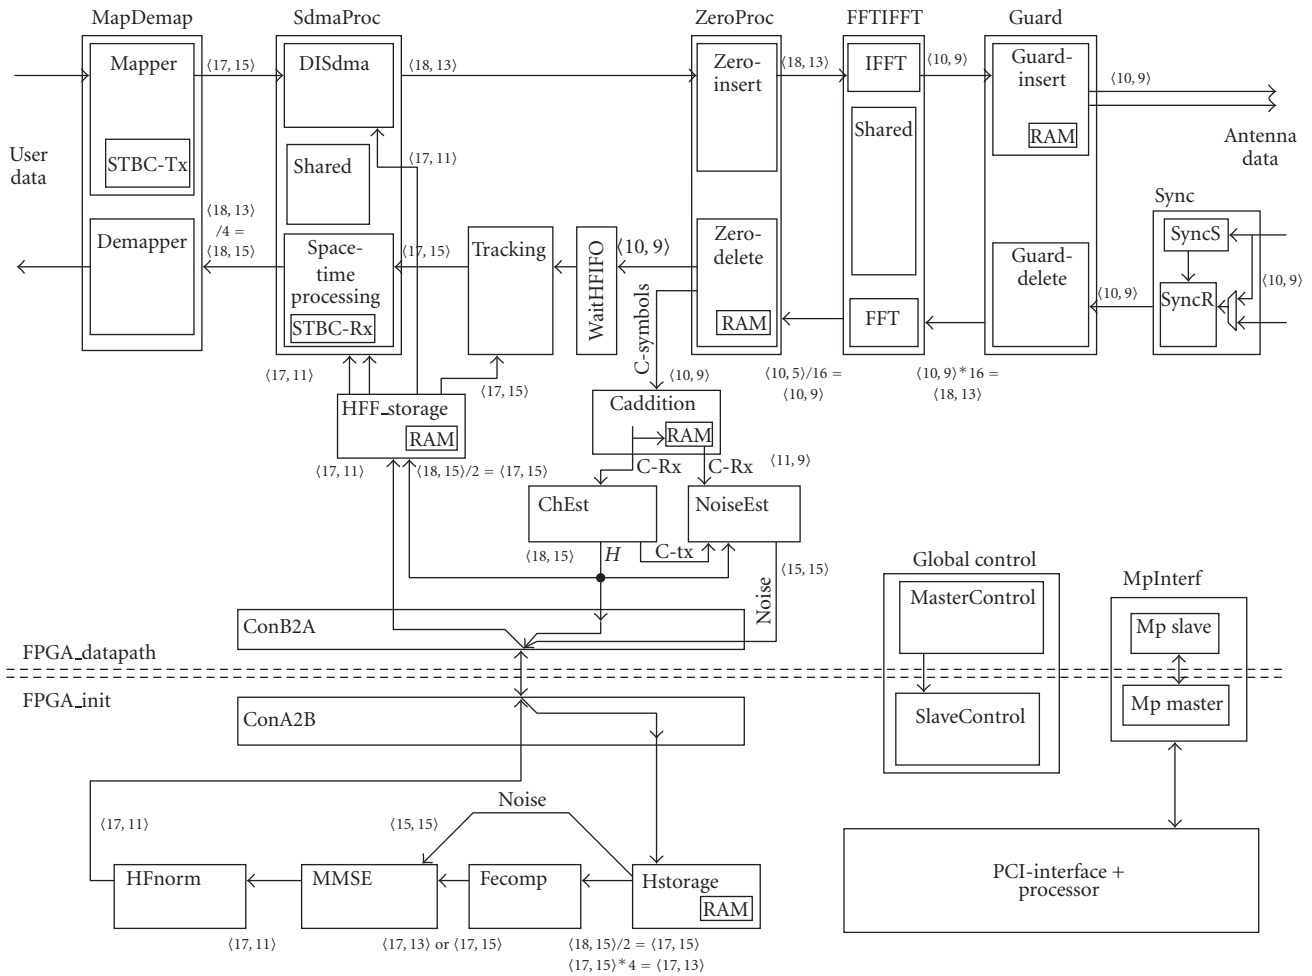 MapDemap
SdmaProc
ZeroProc
FFTIFFT
Guard
Mapper
⟨17, 15⟩
DISdma
⟨18, 13⟩
Zero-
insert
⟨18, 13⟩
IFFT
⟨10, 9⟩
Guard-
insert
⟨10, 9⟩
STBC-Tx
Shared
⟨17, 11⟩
Shared
RAM
User
data
Antenna
data
Demapper
⟨18, 13⟩
/4 =
⟨18, 15⟩
Space-
time
processing
STBC-Rx
⟨17, 15⟩
Tracking
WaitHFIFO
⟨10, 9⟩
Zero-
delete
RAM
FFT
Guard-
delete
⟨10, 9⟩
Sync
SyncS
SyncR
⟨10, 9⟩
C-symbols
⟨17, 11⟩
⟨17, 15⟩
⟨10, 9⟩
⟨10, 5⟩/16 =
⟨10, 9⟩
⟨10, 9⟩*16 =
⟨18, 13⟩
HFF_storage
RAM
Caddition
RAM
⟨17, 11⟩
⟨18, 15⟩/2 = ⟨17, 15⟩
C-Rx
C-Rx
⟨11, 9⟩
ChEst
NoiseEst
⟨18, 15⟩
H
C-tx
⟨15, 15⟩
Noise
Global control
MasterControl
SlaveControl
MpInterf
Mp slave
Mp master
ConB2A
FPGA_datapath
FPGA_init
ConA2B
Noise
⟨17, 11⟩
⟨15, 15⟩
HFnorm
MMSE
Fecomp
Hstorage
RAM
PCI-interface +
processor
⟨17, 11⟩
⟨17, 13⟩ or ⟨17, 15⟩
⟨18, 15⟩/2 = ⟨17, 15⟩
⟨17, 15⟩*4 = ⟨17, 13⟩